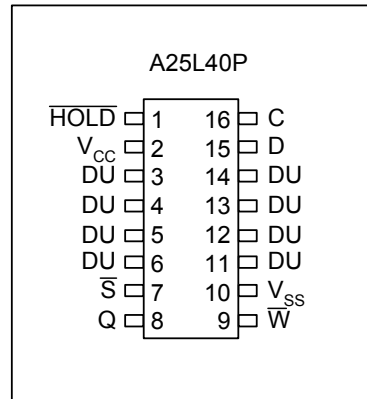 A25L40P
H̅O̅L̅D̅ 1 16 C
VCC 2 15 D
DU 3 14 DU
DU 4 13 DU
DU 5 12 DU
DU 6 11 DU
S̅ 7 10 VSS
Q 8 9 W̅